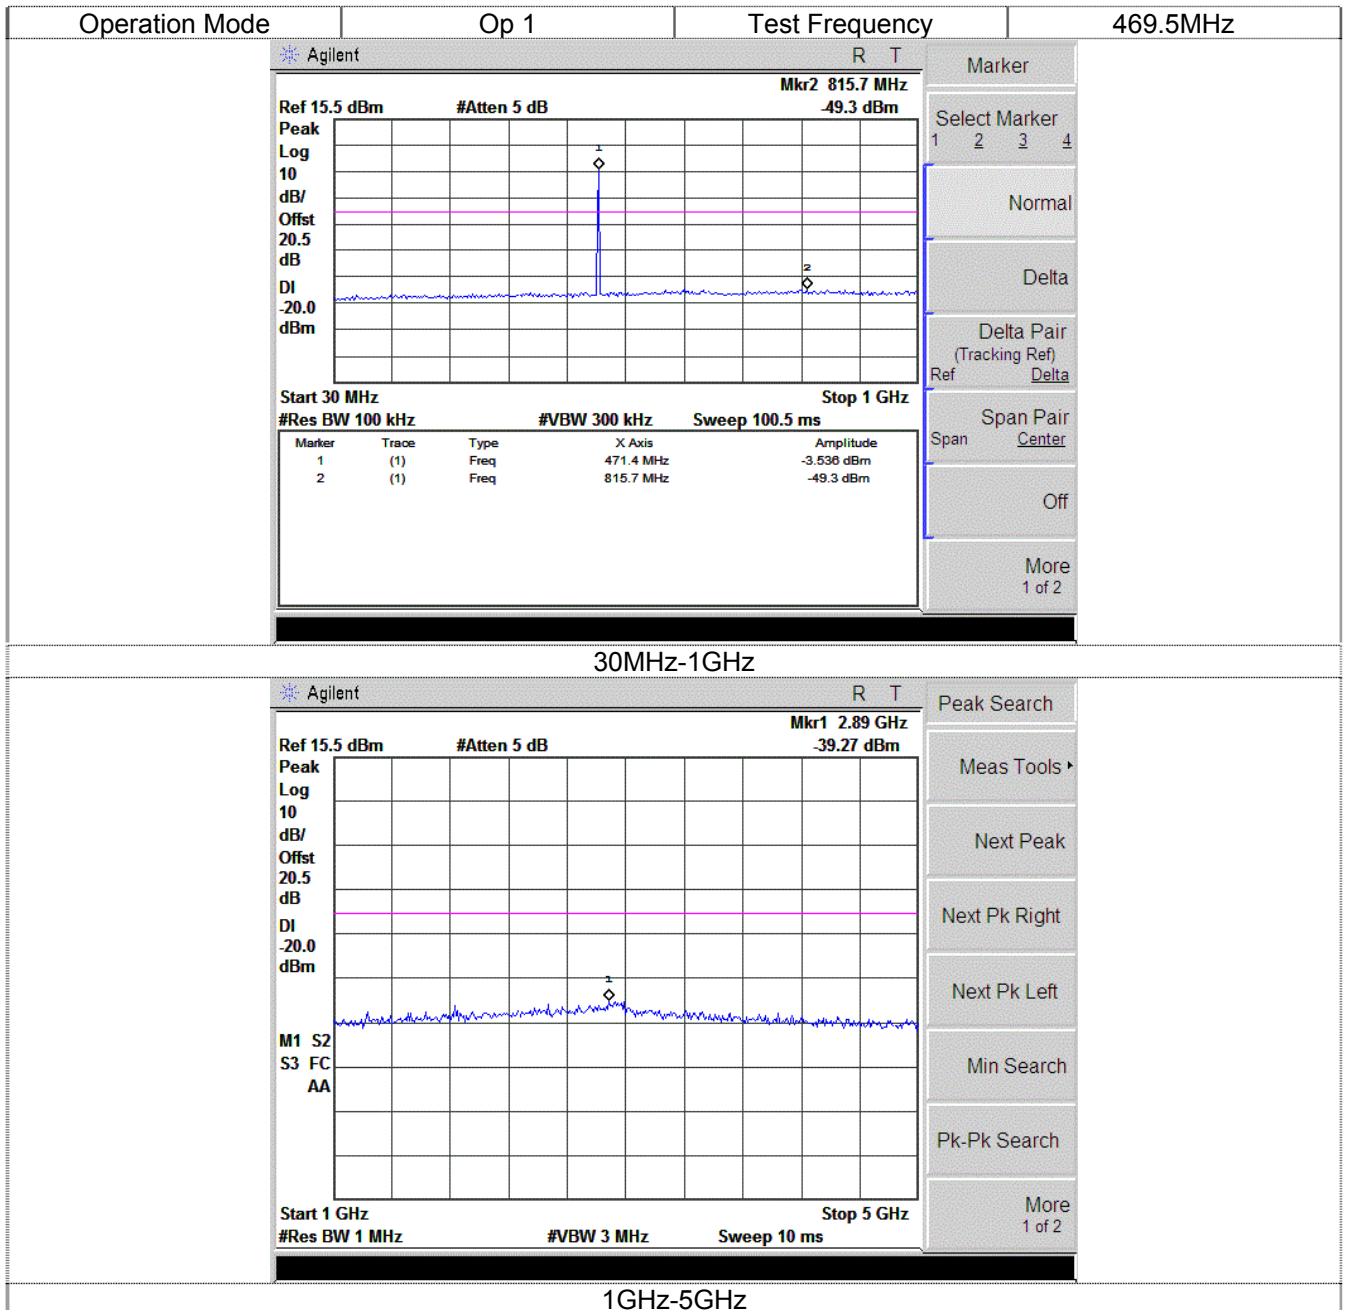 Operation Mode Op 1 Test Frequency 469.5MHz
Agilent R T
Marker
Mkr2 815.7 MHz
Ref 15.5 dBm #Atten 5 dB -49.3 dBm
Peak
Log
10
dB/
Offst
20.5
dB
DI
-20.0
dBm
1
2
Start 30 MHz Stop 1 GHz
#Res BW 100 kHz #VBW 300 kHz Sweep 100.5 ms
Marker Trace Type X Axis Amplitude
1 (1) Freq 471.4 MHz -3.536 dBm
2 (1) Freq 815.7 MHz -49.3 dBm
Select Marker
1 2 3 4
Normal
Delta
Delta Pair
(Tracking Ref)
Ref Delta
Span Pair
Span Center
Off
More
1 of 2
30MHz-1GHz
Agilent R T
Peak Search
Mkr1 2.89 GHz
Ref 15.5 dBm #Atten 5 dB -39.27 dBm
Peak
Log
10
dB/
Offst
20.5
dB
DI
-20.0
dBm
1
M1 S2
S3 FC
AA
Start 1 GHz Stop 5 GHz
#Res BW 1 MHz #VBW 3 MHz Sweep 10 ms
Meas Tools
Next Peak
Next Pk Right
Next Pk Left
Min Search
Pk-Pk Search
More
1 of 2
1GHz-5GHz